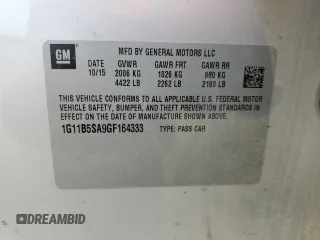 GM
MFD BY GENERAL MOTORS LLC
DATE GVWR GAWR FRT GAWR RR
10/15 2006 KG 1026 KG 980 KG
4422 LB 2262 LB 2160 LB
THIS VEHICLE CONFORMS TO ALL APPLICABLE U.S. FEDERAL MOTOR
VEHICLE SAFETY, BUMPER, AND THEFT PREVENTION STANDARDS IN
EFFECT ON THE DATE OF MANUFACTURE SHOWN ABOVE.
1G11B5SA9GF164333 TYPE: PASS CAR
DREAMBID